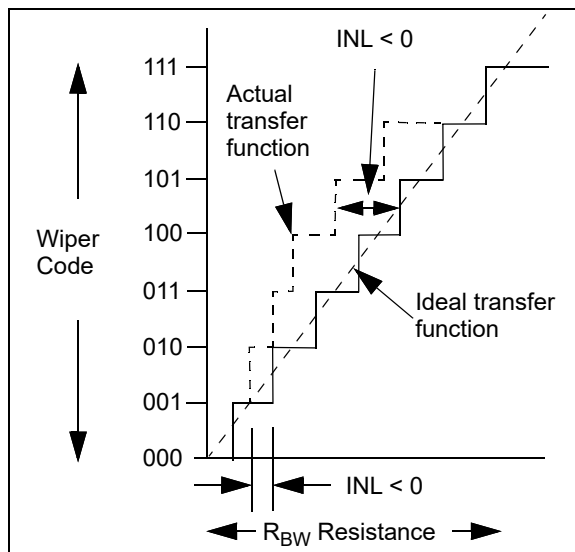 INL < 0
111
Actual
transfer
function
110
101
100
Wiper
Code
011
Ideal transfer
function
010
001
000
INL < 0
RBW Resistance